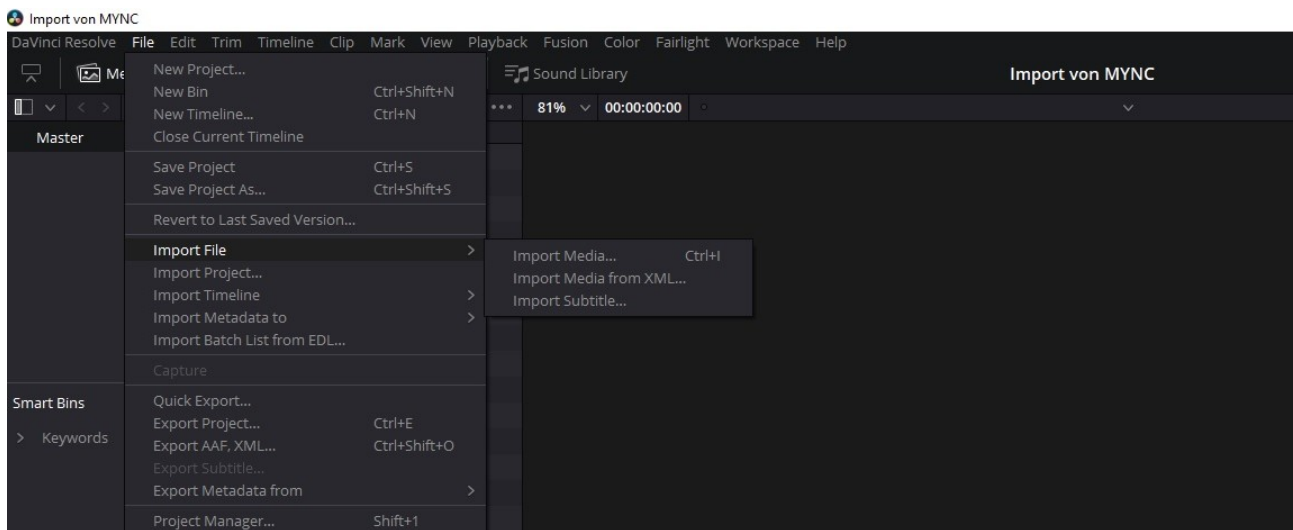 Import von MYNC
DaVinci Resolve File Edit Trim Timeline Clip Mark View Playback Fusion Color Fairlight Workspace Help
Sound Library Import von MYNC
81% 00:00:00:00
Master
New Project...
New Bin Ctrl+Shift+N
New Timeline... Ctrl+N
Close Current Timeline
Save Project Ctrl+S
Save Project As... Ctrl+Shift+S
Revert to Last Saved Version...
Import File
Import Project...
Import Timeline
Import Metadata to
Import Batch List from EDL...
Capture
Quick Export...
Export Project... Ctrl+E
Export AAF, XML... Ctrl+Shift+O
Export Subtitle...
Export Metadata from
Project Manager... Shift+1
Import Media... Ctrl+I
Import Media from XML...
Import Subtitle...
Smart Bins
Keywords